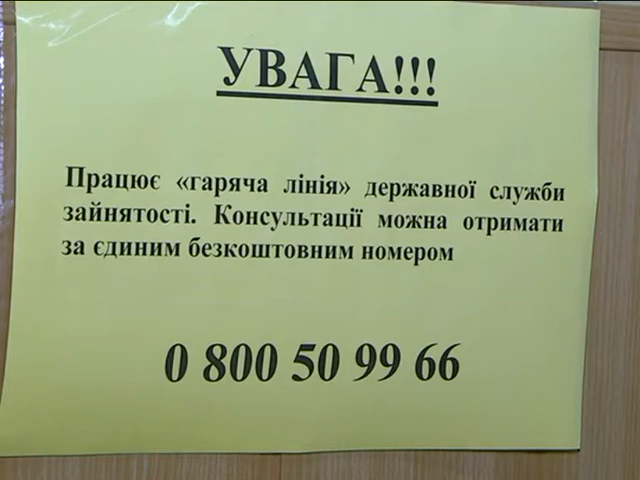 УВАГА!!!
Працює «гаряча лінія» державної служби
зайнятості. Консультації можна отримати
за єдиним безкоштовним номером
0 800 50 99 66